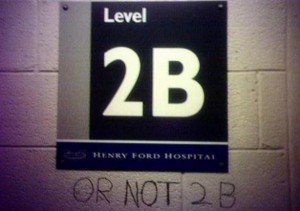 Level
2B
HENRY FORD HOSPITAL
OR NOT 2 B